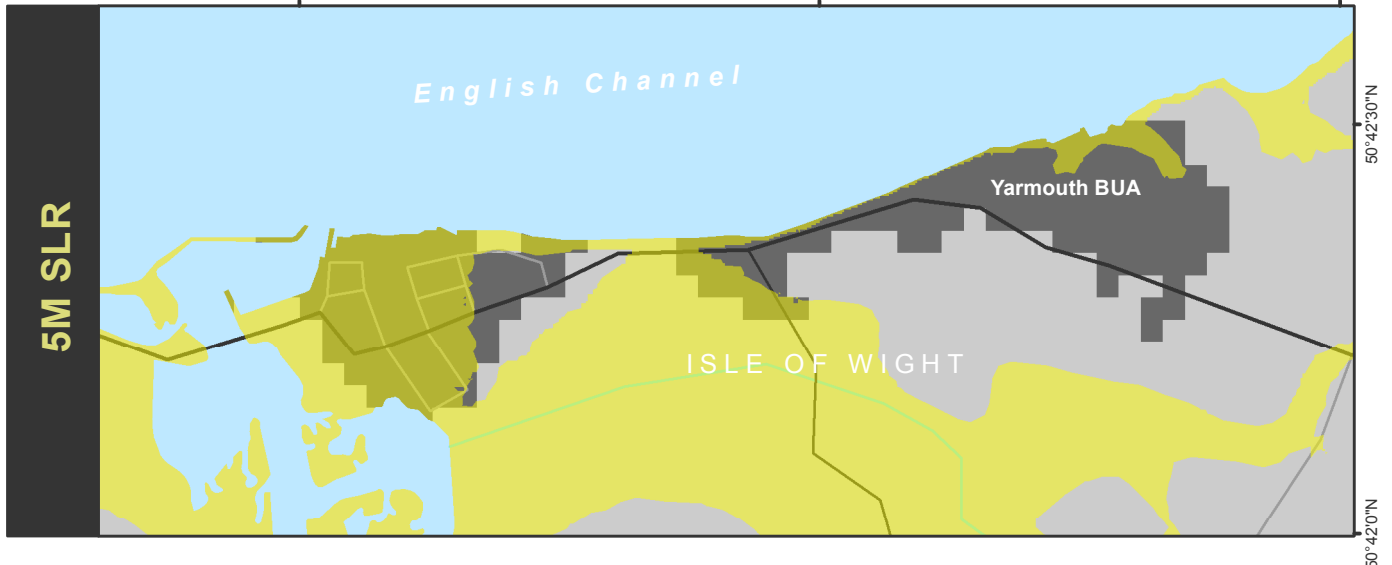 5M SLR
English Channel
Yarmouth BUA
ISLE OF WIGHT
50°42'30"N
50°42'0"N